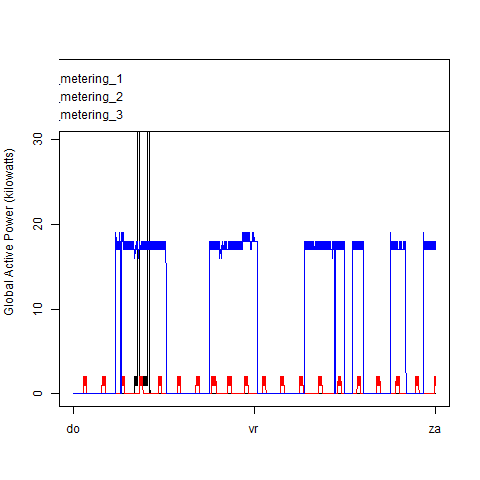 _metering_1
_metering_2
_metering_3
Global Active Power (kilowatts)
30
20
10
0
do
vr
za